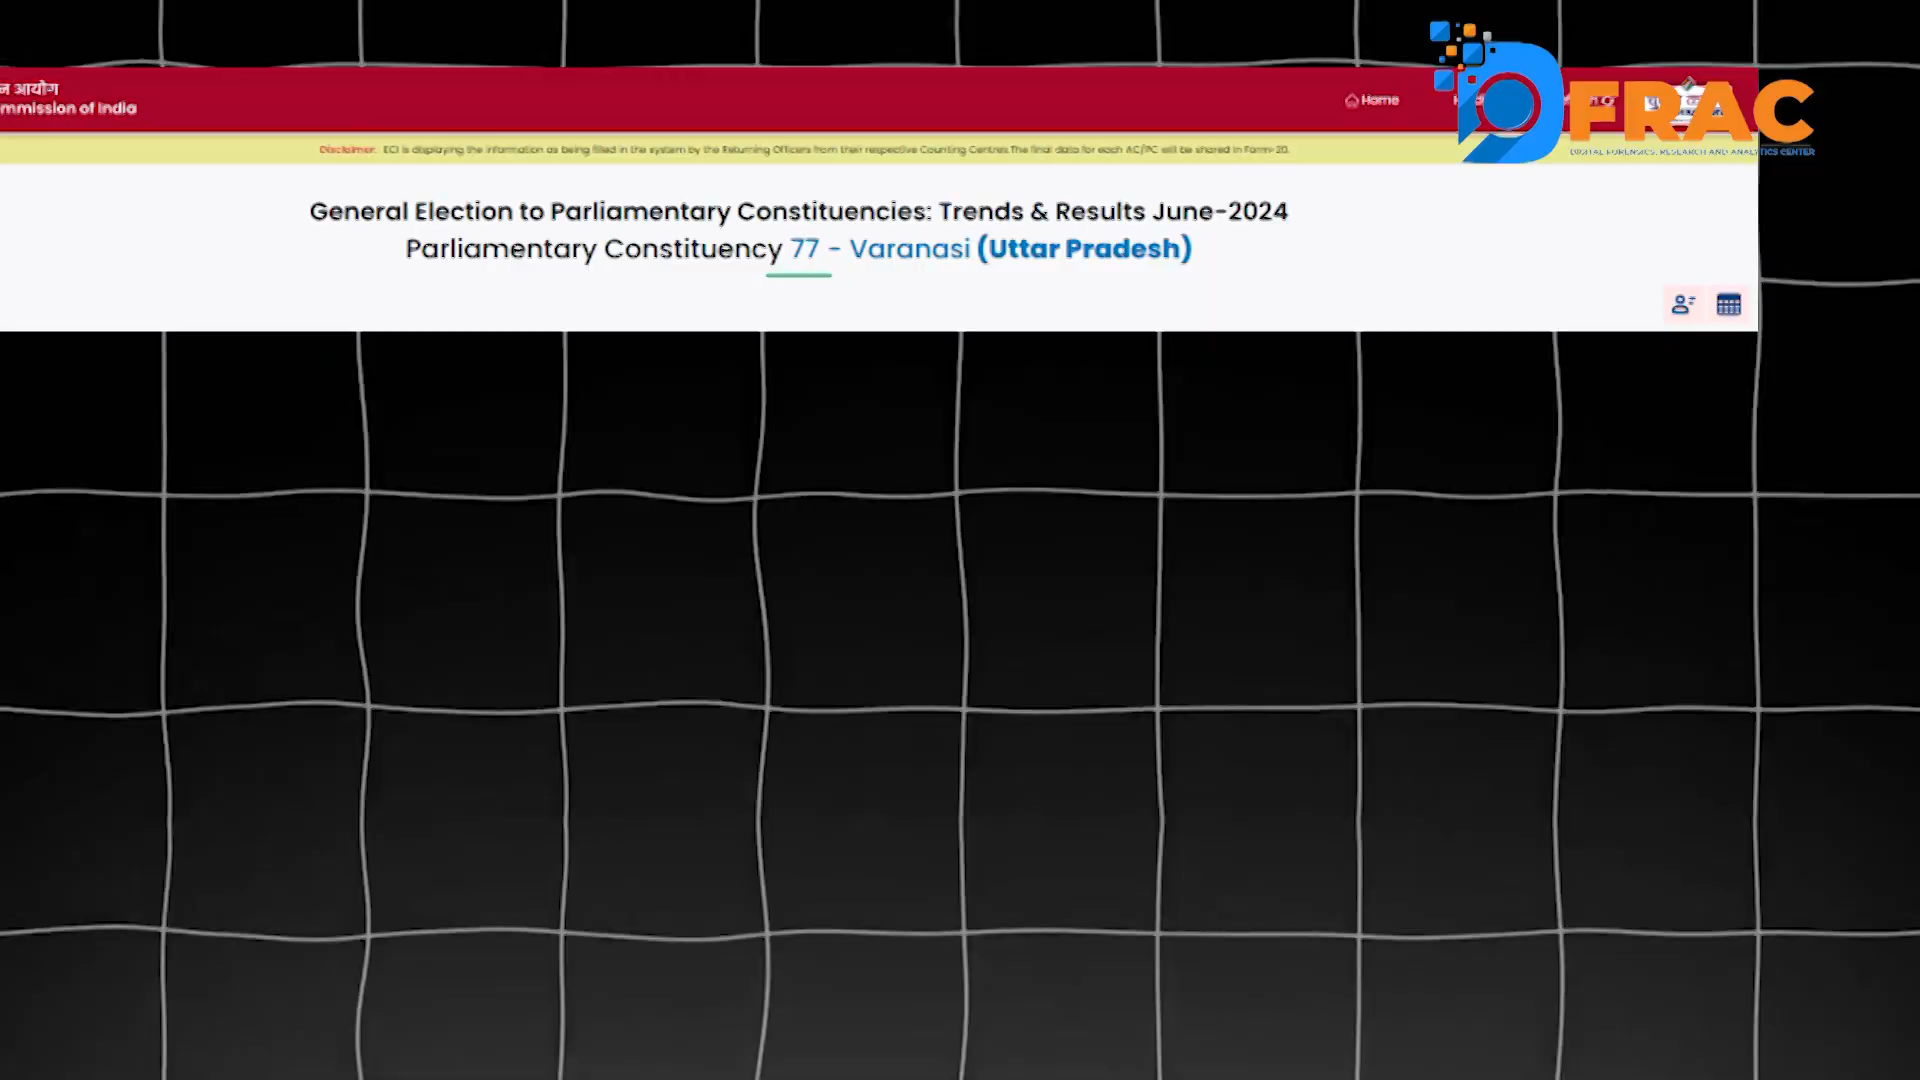 न आयोग
mmission of India
Home
Disclaimer: ECI is displaying the information as being filled in the system by the Returning Officers from their respective Counting Centres.The final data for each AC/PC will be shared in Form-20.
General Election to Parliamentary Constituencies: Trends & Results June-2024
Parliamentary Constituency 77 - Varanasi (Uttar Pradesh)
DFRAC
DIGITAL FORENSICS, RESEARCH AND ANALYTICS CENTER